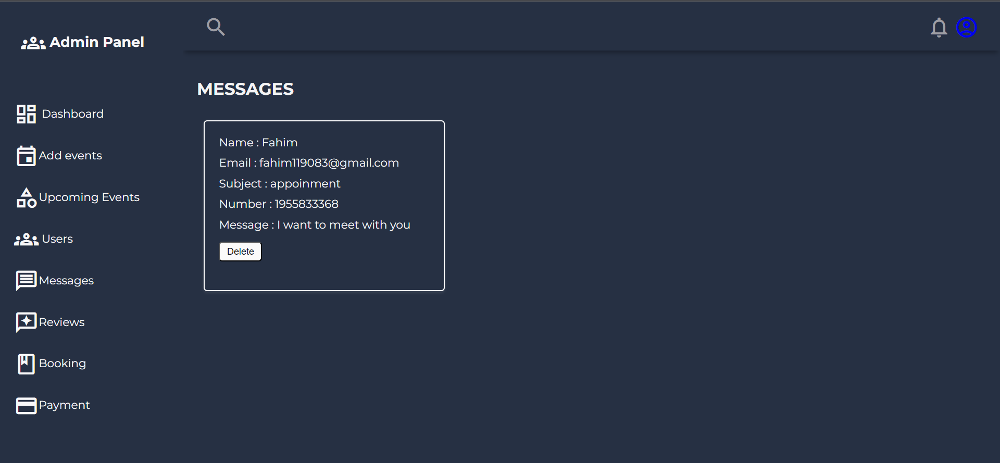 Admin Panel
Dashboard
Add events
Upcoming Events
Users
Messages
Reviews
Booking
Payment
MESSAGES
Name : Fahim
Email : fahim119083@gmail.com
Subject : appoinment
Number : 1955833368
Message : I want to meet with you
Delete